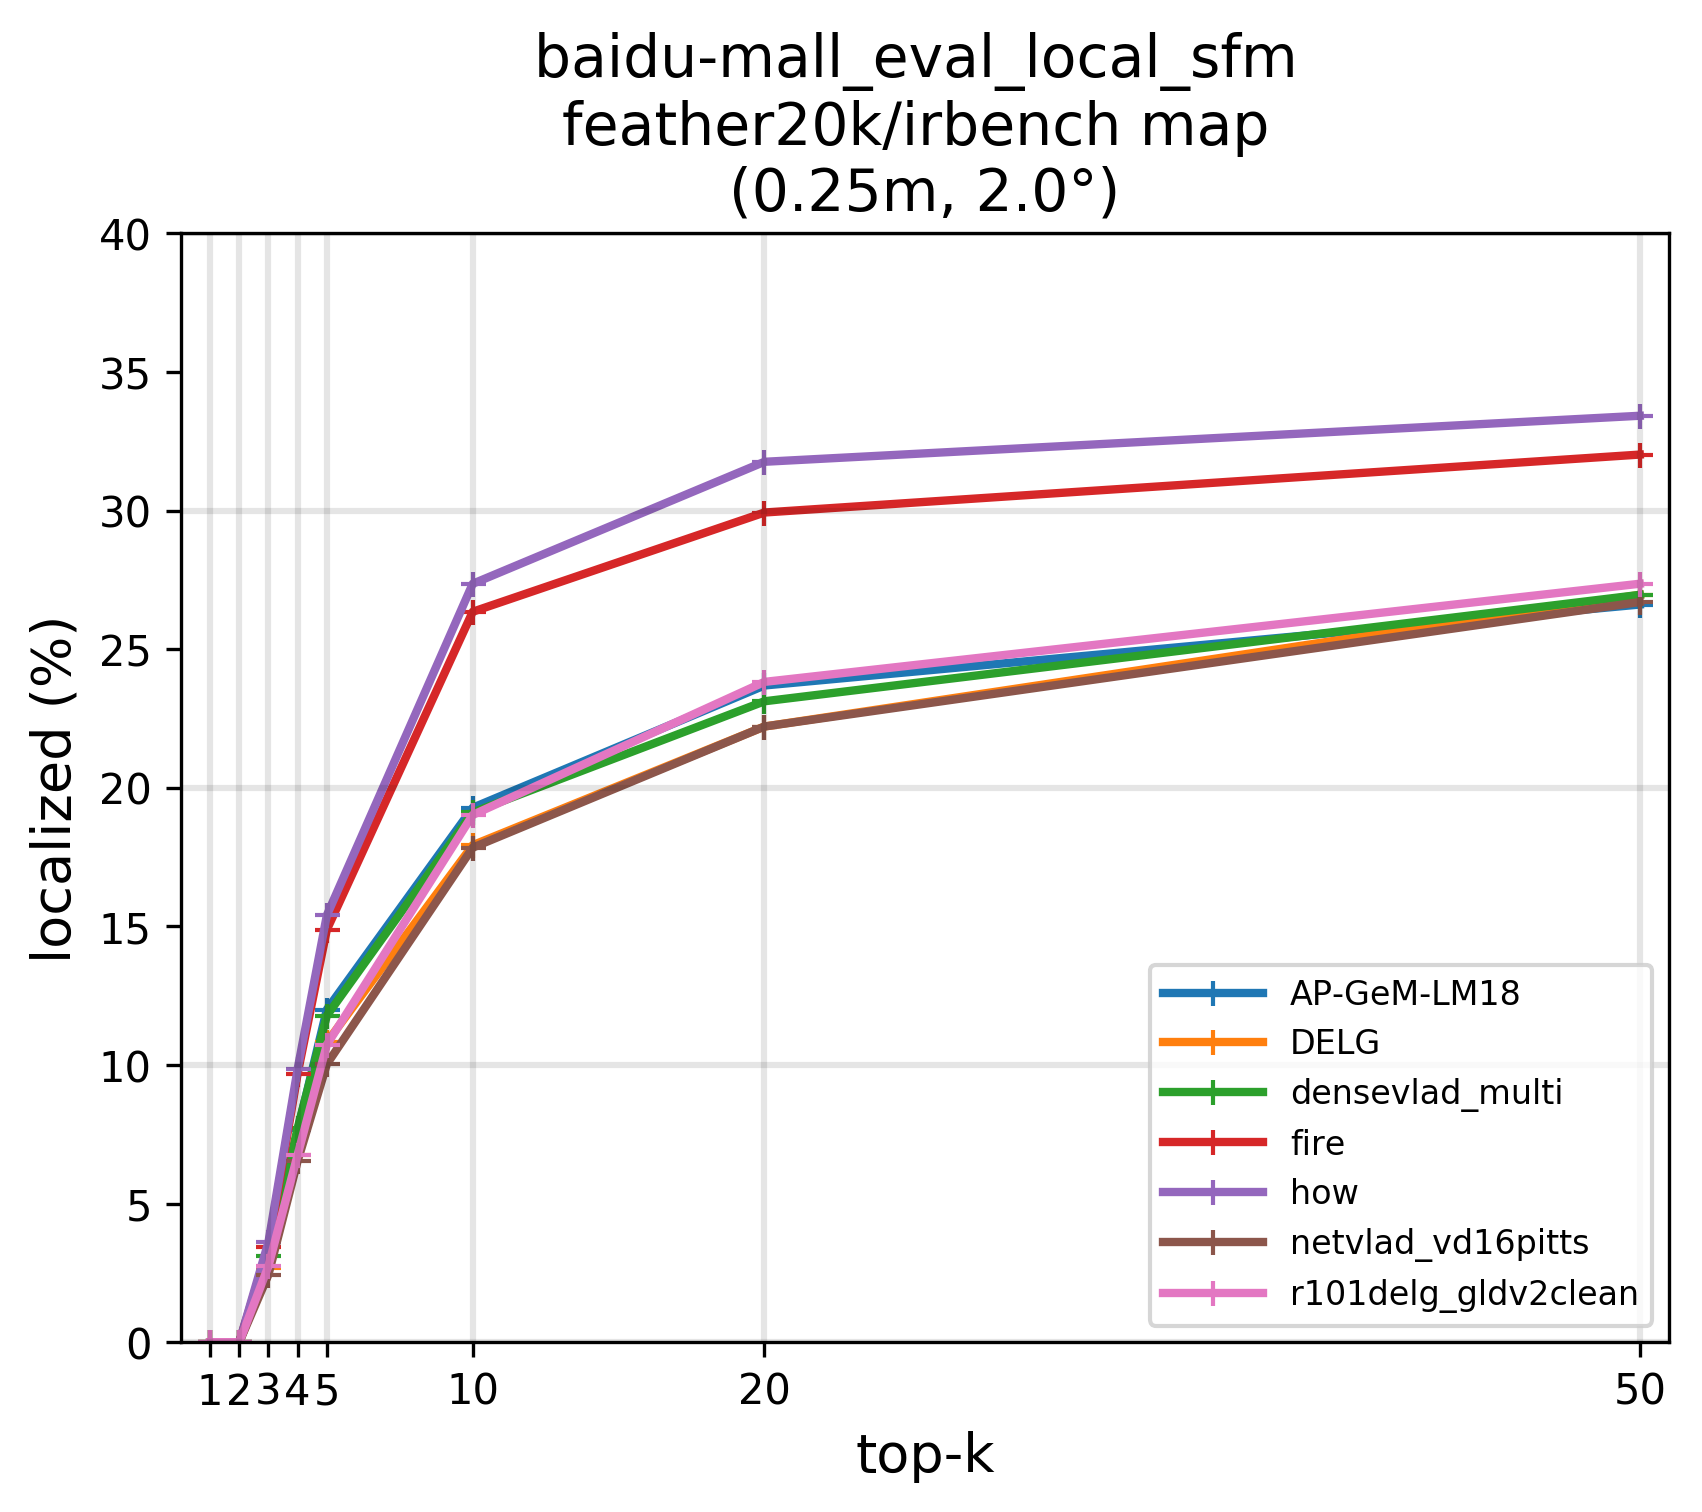 baidu-mall_eval_local_sfm
feather20k/irbench map
(0.25m, 2.0°)
40
35
30
25
20
15
10
5
0
localized (%)
1 2 3 4 5 10 20 50
top-k
AP-GeM-LM18
DELG
densevlad_multi
fire
how
netvlad_vd16pitts
r101delg_gldv2clean